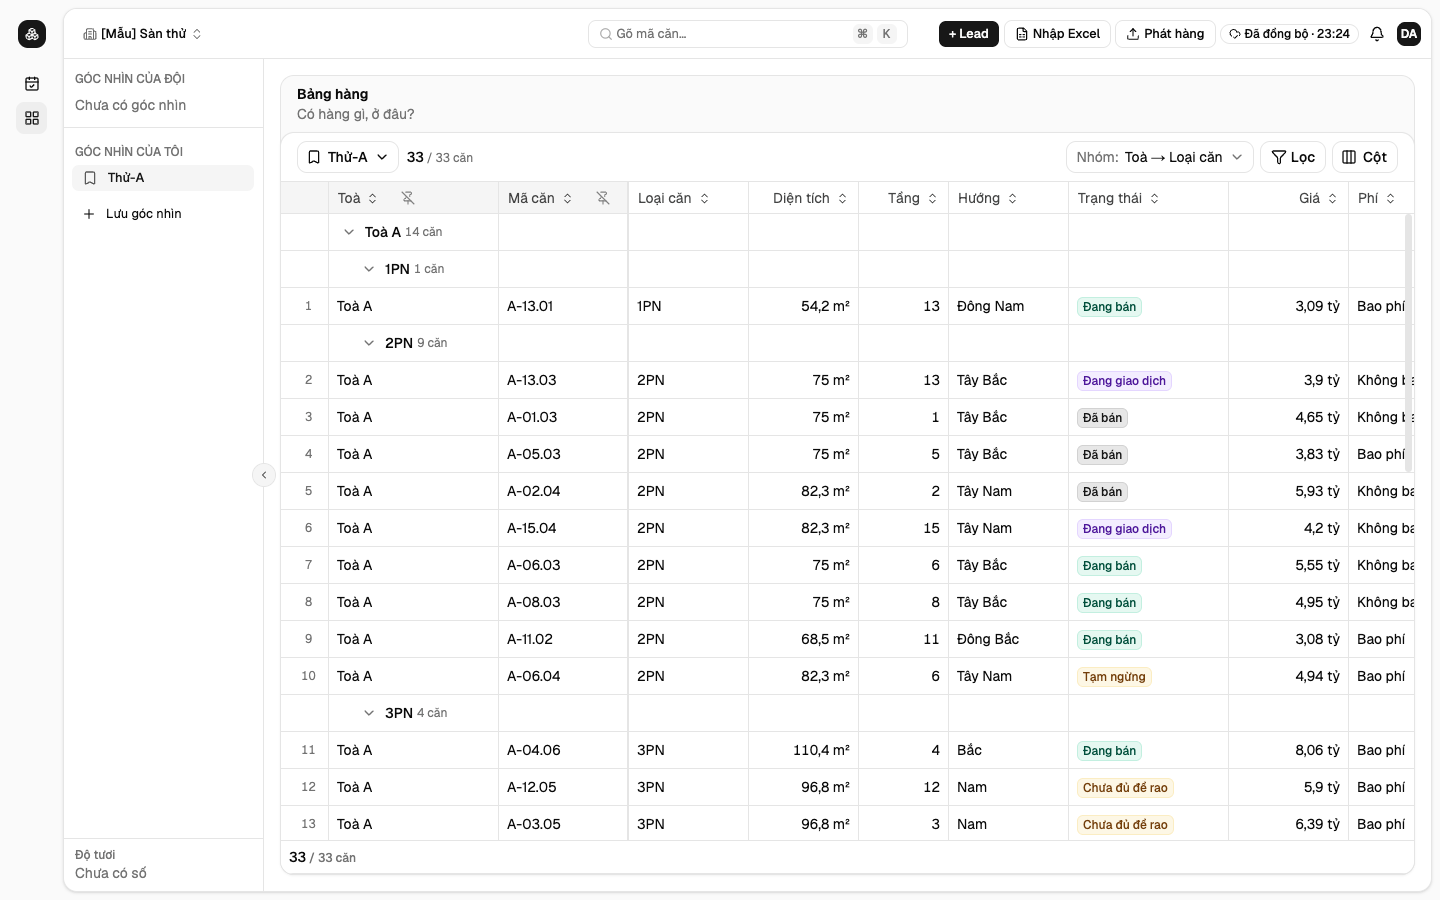 [Mẫu] Sàn thử
Gõ mã căn...
⌘ K
+ Lead
Nhập Excel
Phát hàng
Đã đồng bộ · 23:24
DA
GÓC NHÌN CỦA ĐỘI
Chưa có góc nhìn
GÓC NHÌN CỦA TÔI
Thử-A
Lưu góc nhìn
Độ tươi
Chưa có số
Bảng hàng
Có hàng gì, ở đâu?
Thử-A 33 / 33 căn
Nhóm: Toà → Loại căn
Lọc
Cột
Toà Mã căn Loại căn Diện tích Tầng Hướng Trạng thái Giá Phí
Toà A 14 căn
1PN 1 căn
1 Toà A A-13.01 1PN 54,2 m² 13 Đông Nam Đang bán 3,09 tỷ Bao phí
2PN 9 căn
2 Toà A A-13.03 2PN 75 m² 13 Tây Bắc Đang giao dịch 3,9 tỷ Không ba
3 Toà A A-01.03 2PN 75 m² 1 Tây Bắc Đã bán 4,65 tỷ Không ba
4 Toà A A-05.03 2PN 75 m² 5 Tây Bắc Đã bán 3,83 tỷ Bao phí
5 Toà A A-02.04 2PN 82,3 m² 2 Tây Nam Đã bán 5,93 tỷ Không ba
6 Toà A A-15.04 2PN 82,3 m² 15 Tây Nam Đang giao dịch 4,2 tỷ Không ba
7 Toà A A-06.03 2PN 75 m² 6 Tây Bắc Đang bán 5,55 tỷ Không ba
8 Toà A A-08.03 2PN 75 m² 8 Tây Bắc Đang bán 4,95 tỷ Không ba
9 Toà A A-11.02 2PN 68,5 m² 11 Đông Bắc Đang bán 3,08 tỷ Bao phí
10 Toà A A-06.04 2PN 82,3 m² 6 Tây Nam Tạm ngừng 4,94 tỷ Bao phí
3PN 4 căn
11 Toà A A-04.06 3PN 110,4 m² 4 Bắc Đang bán 8,06 tỷ Bao phí
12 Toà A A-12.05 3PN 96,8 m² 12 Nam Chưa đủ để rao 5,9 tỷ Bao phí
13 Toà A A-03.05 3PN 96,8 m² 3 Nam Chưa đủ để rao 6,39 tỷ Bao phí
33 / 33 căn